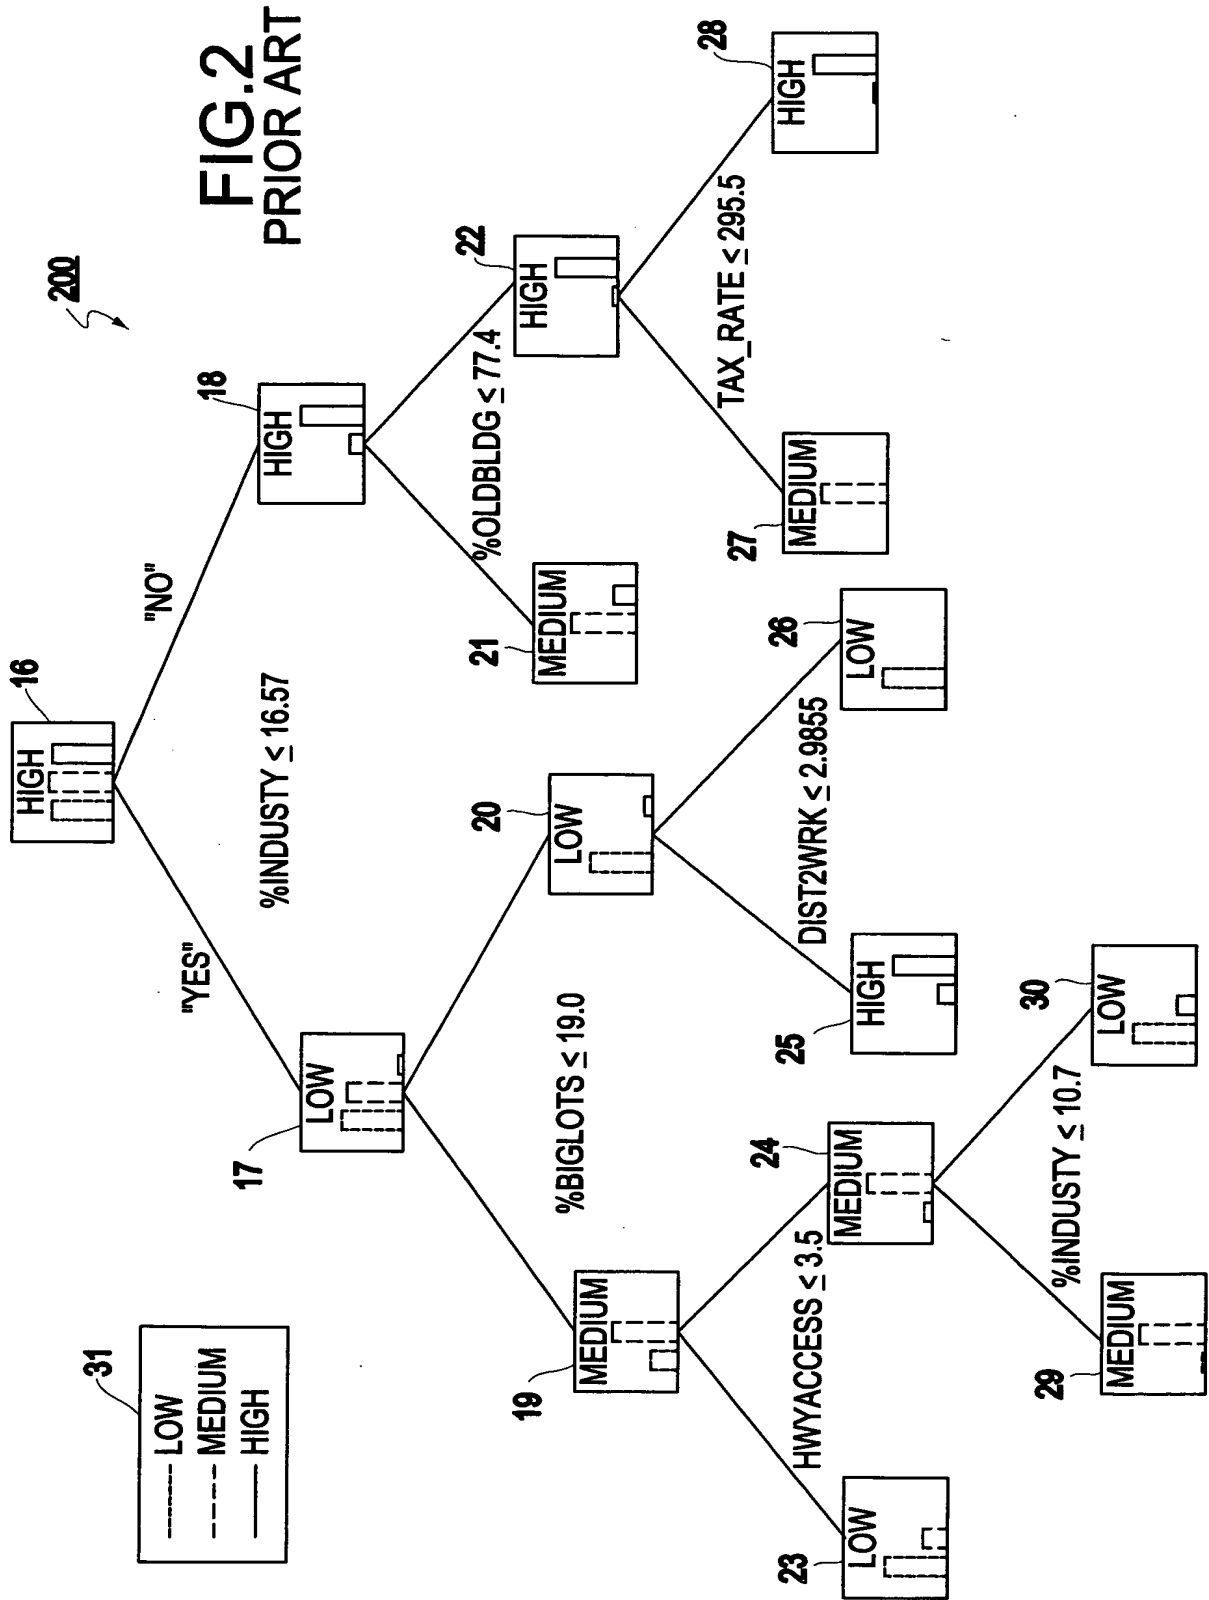 FIG.2
PRIOR ART
200
16
HIGH
"YES"
"NO"
%INDUSTY ≤ 16.57
17
LOW
18
HIGH
%BIGLOTS ≤ 19.0
%OLDBLDG ≤ 77.4
19
MEDIUM
20
LOW
21
MEDIUM
22
HIGH
HWYACCESS ≤ 3.5
DIST2WRK ≤ 2.9855
TAX_RATE ≤ 295.5
23
LOW
24
MEDIUM
25
HIGH
26
LOW
27
MEDIUM
28
HIGH
%INDUSTY ≤ 10.7
29
MEDIUM
30
LOW
31
LOW
MEDIUM
HIGH